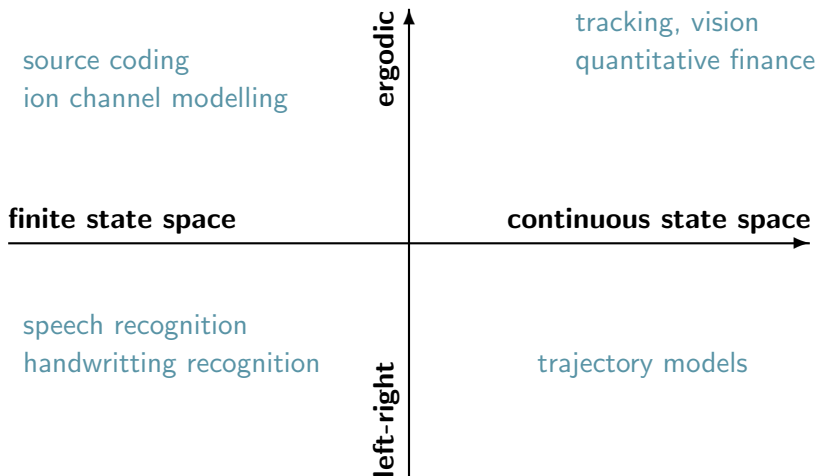 tracking, vision
quantitative finance
source coding
ion channel modelling
ergodic
finite state space
continuous state space
speech recognition
handwritting recognition
trajectory models
left-right